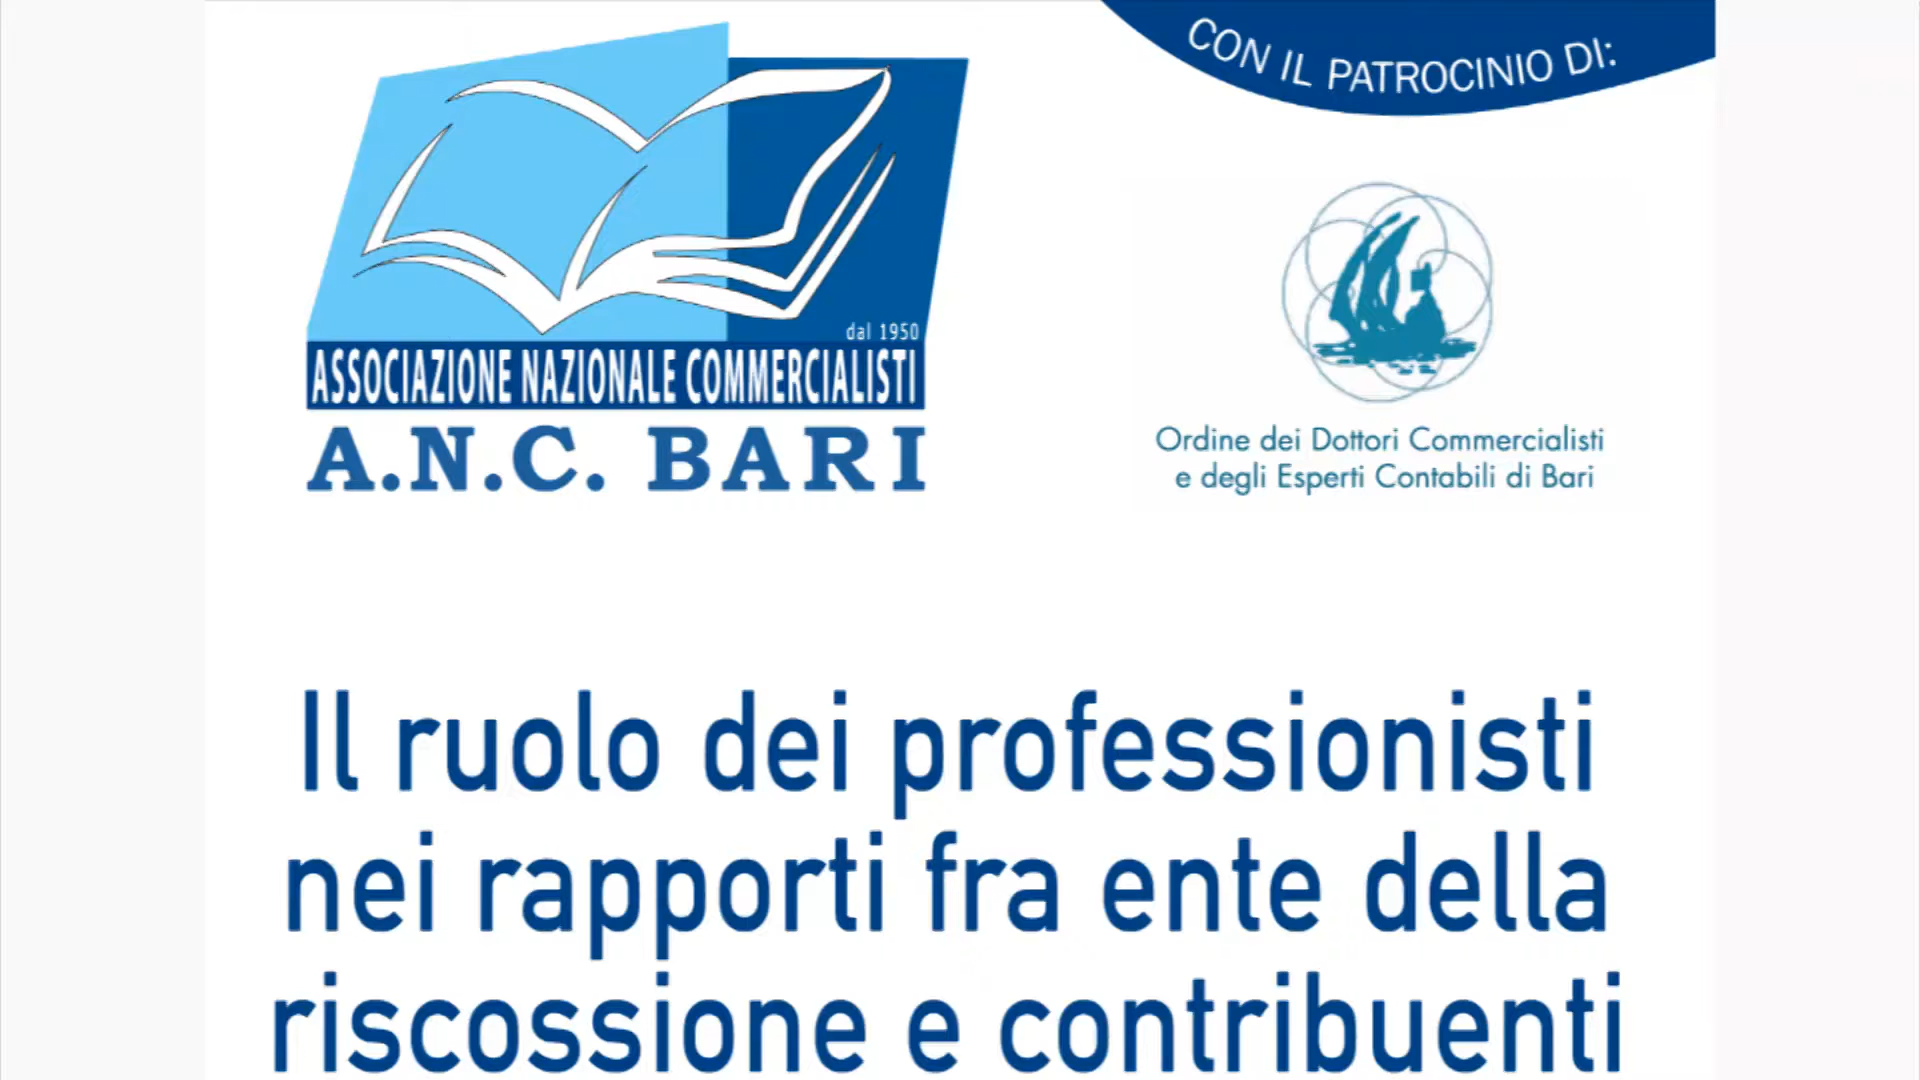 CON IL PATROCINIO DI:
dal 1950
ASSOCIAZIONE NAZIONALE COMMERCIALISTI
A.N.C. BARI
Ordine dei Dottori Commercialisti
e degli Esperti Contabili di Bari
Il ruolo dei professionisti
nei rapporti fra ente della
riscossione e contribuenti